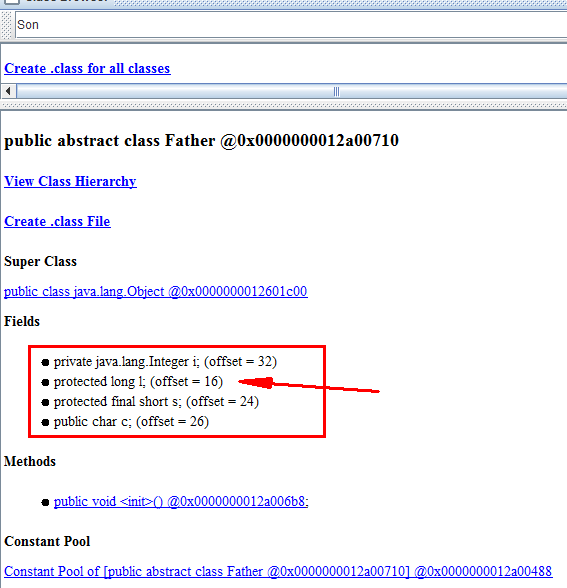 Son
Create .class for all classes
public abstract class Father @0x0000000012a00710
View Class Hierarchy
Create .class File
Super Class
public class java.lang.Object @0x0000000012601c00
Fields
private java.lang.Integer i; (offset = 32)
protected long l; (offset = 16)
protected final short s; (offset = 24)
public char c; (offset = 26)
Methods
public void <init>() @0x0000000012a006b8;
Constant Pool
Constant Pool of [public abstract class Father @0x0000000012a00710] @0x0000000012a00488